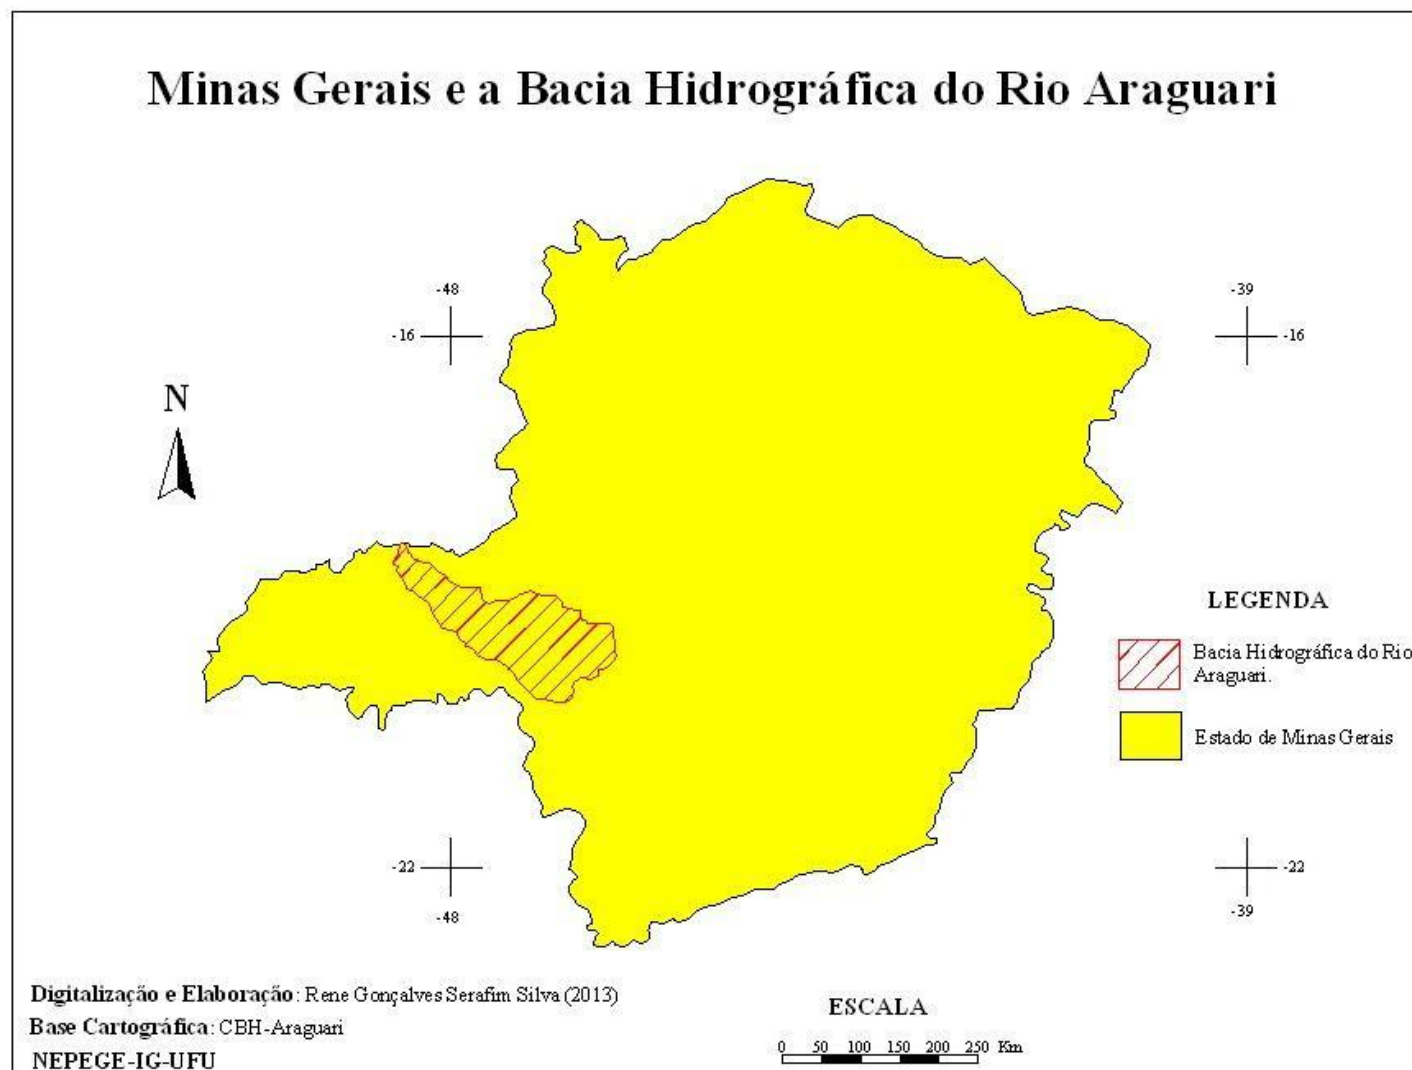 Minas Gerais e a Bacia Hidrográfica do Rio Araguari
-48
-39
-16
-16
N
LEGENDA
Bacia Hidrográfica do Rio
Araguari.
Estado de Minas Gerais
-22
-22
-48
-39
Digitalização e Elaboração: Rene Gonçalves Serafim Silva (2013)
Base Cartográfica: CBH-Araguari
NEPEGE-IG-UFU
ESCALA
0 50 100 150 200 250 Km